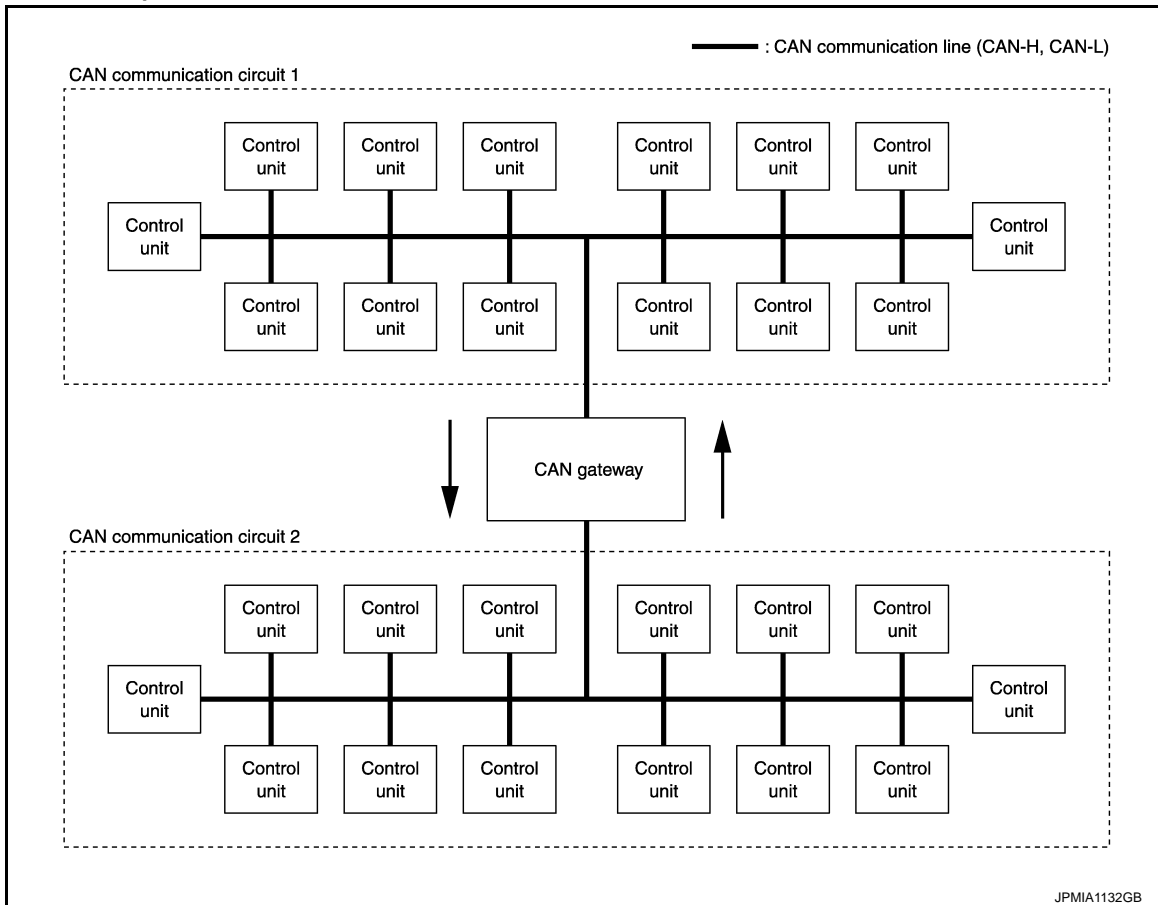 : CAN communication line (CAN-H, CAN-L)
CAN communication circuit 1
Control
unit
Control
unit
Control
unit
Control
unit
Control
unit
Control
unit
Control
unit
Control
unit
Control
unit
Control
unit
Control
unit
Control
unit
Control
unit
Control
unit
CAN gateway
CAN communication circuit 2
Control
unit
Control
unit
Control
unit
Control
unit
Control
unit
Control
unit
Control
unit
Control
unit
Control
unit
Control
unit
Control
unit
Control
unit
Control
unit
Control
unit
JPMIA1132GB